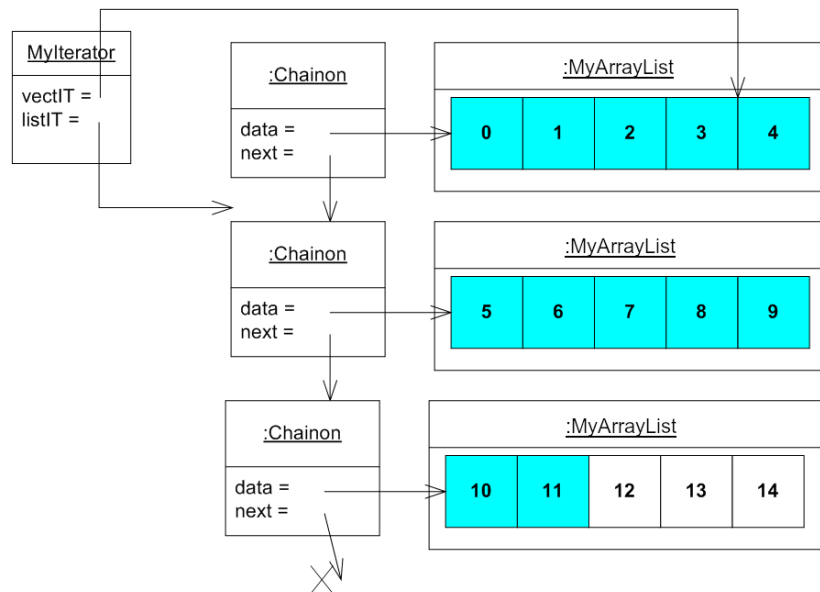 MyIterator
vectIT =
listIT =
:Chainon
data =
next =
:MyArrayList
0 1 2 3 4
:Chainon
data =
next =
:MyArrayList
5 6 7 8 9
:Chainon
data =
next =
:MyArrayList
10 11 12 13 14